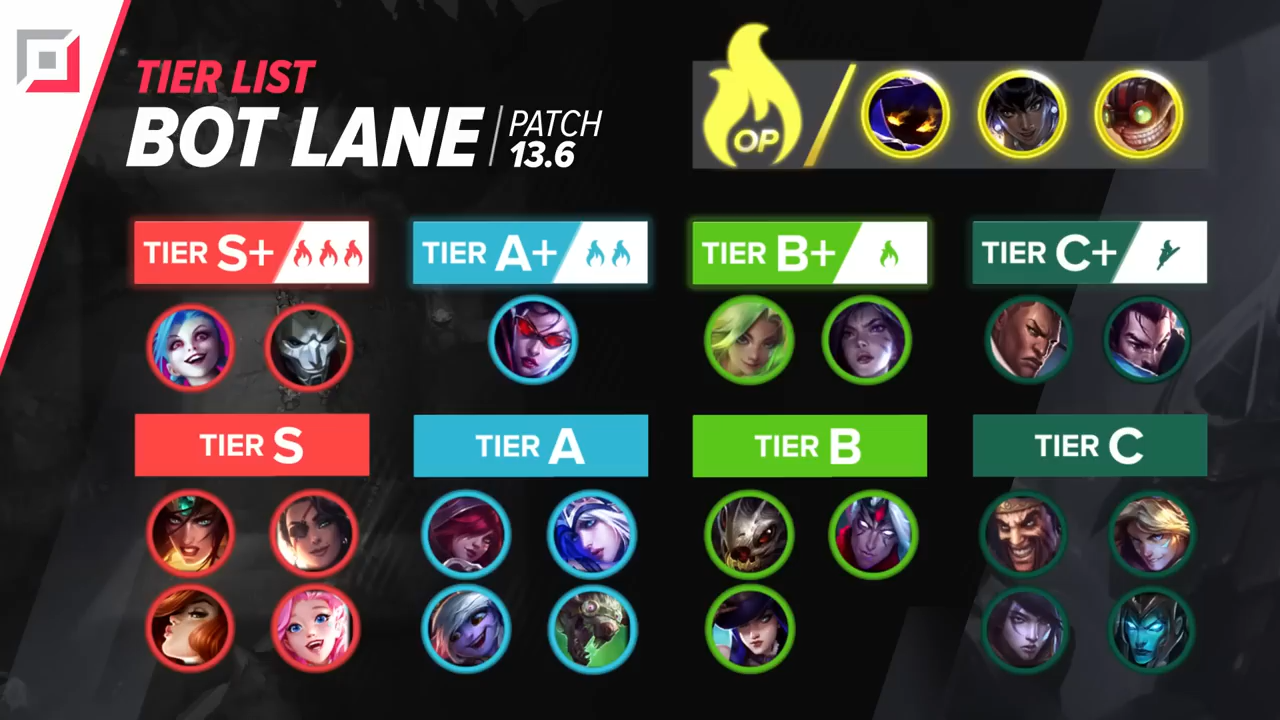 TIER LIST
BOT LANE
PATCH
13.6
OP
TIER S+
TIER A+
TIER B+
TIER C+
TIER S
TIER A
TIER B
TIER C